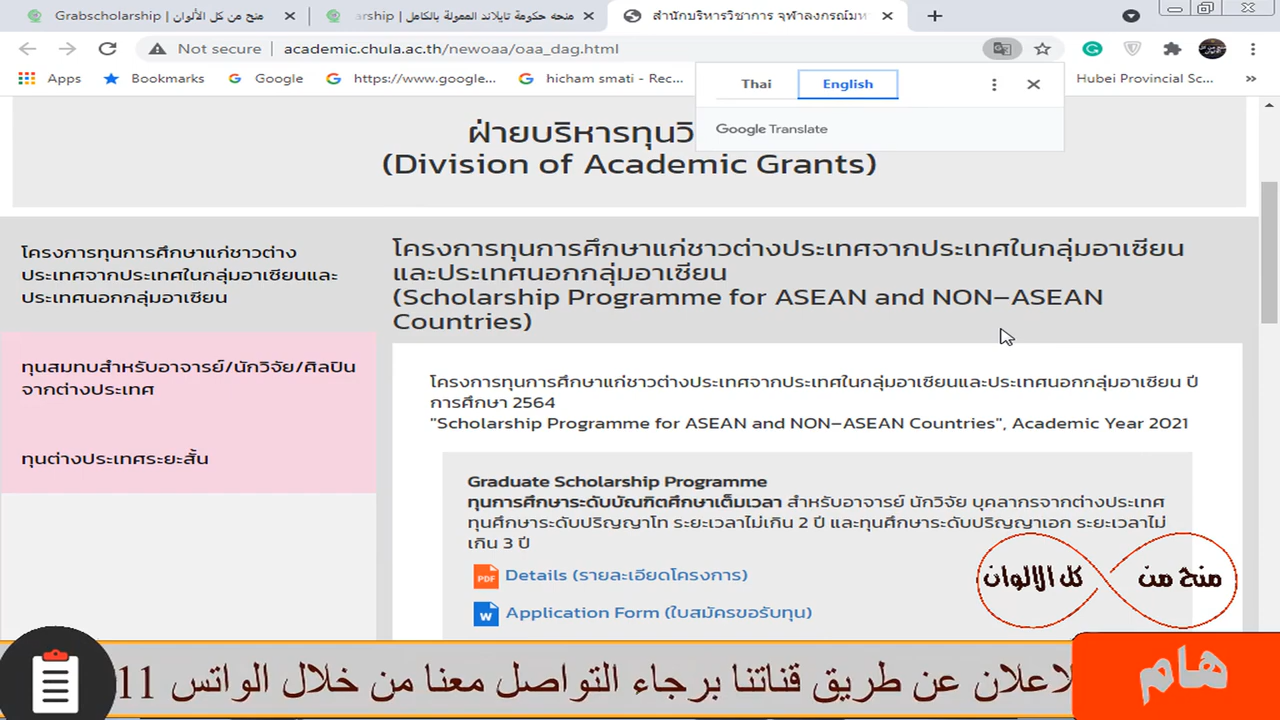 Grabscholarship | منح من كل الألوان
منحه حكومة تايلاند الممولة بالكامل | arship
สำนักบริหารวิชาการ จุฬาลงกรณ์มห
Not secure
academic.chula.ac.th/newoaa/oaa_dag.html
Apps
Bookmarks
Google
https://www.google...
hicham smati - Rec...
Hubei Provincial Sc...
Thai
English
Google Translate
ฝ่ายบริหารทุนวิ
(Division of Academic Grants)
โครงการทุนการศึกษาแก่ชาวต่าง
ประเทศจากประเทศในกลุ่มอาเซียนและ
ประเทศนอกกลุ่มอาเซียน
ทุนสมทบสำหรับอาจารย์/นักวิจัย/ศิลปิน
จากต่างประเทศ
ทุนต่างประเทศระยะสั้น
โครงการทุนการศึกษาแก่ชาวต่างประเทศจากประเทศในกลุ่มอาเซียน
และประเทศนอกกลุ่มอาเซียน
(Scholarship Programme for ASEAN and NON-ASEAN
Countries)
โครงการทุนการศึกษาแก่ชาวต่างประเทศจากประเทศในกลุ่มอาเซียนและประเทศนอกกลุ่มอาเซียน ปี
การศึกษา 2564
"Scholarship Programme for ASEAN and NON-ASEAN Countries", Academic Year 2021
Graduate Scholarship Programme
ทุนการศึกษาระดับบัณฑิตศึกษาเต็มเวลา สำหรับอาจารย์ นักวิจัย บุคลากรจากต่างประเทศ
ทุนศึกษาระดับปริญญาโท ระยะเวลาไม่เกิน 2 ปี และทุนศึกษาระดับปริญญาเอก ระยะเวลาไม่
เกิน 3 ปี
PDF Details (รายละเอียดโครงการ)
W Application Form (ใบสมัครขอรับทุน)
منح من كل الالوان
هام
لاعلان عن طريق قناتنا برجاء التواصل معنا من خلال الواتس 11